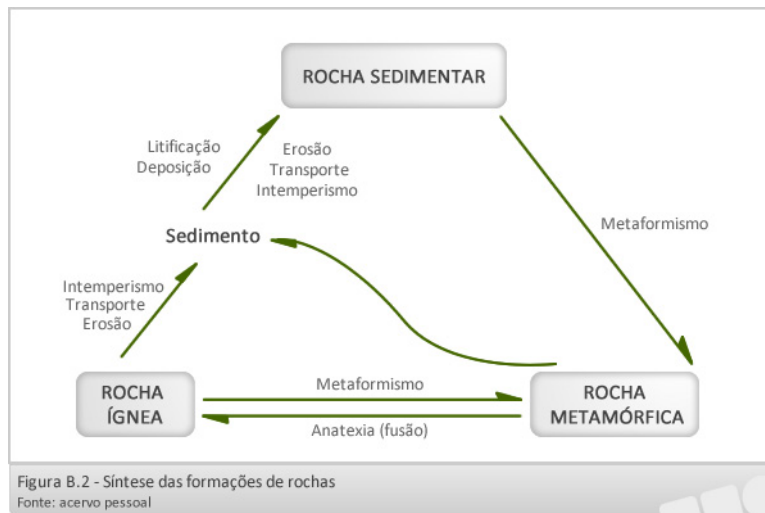 ROCHA SEDIMENTAR
Litificação
Deposição
Erosão
Transporte
Intemperismo
Metaformismo
Sedimento
Intemperismo
Transporte
Erosão
ROCHA
ÍGNEA
Metaformismo
Anatexia (fusão)
ROCHA
METAMÓRFICA
Figura B.2 - Síntese das formações de rochas
Fonte: acervo pessoal